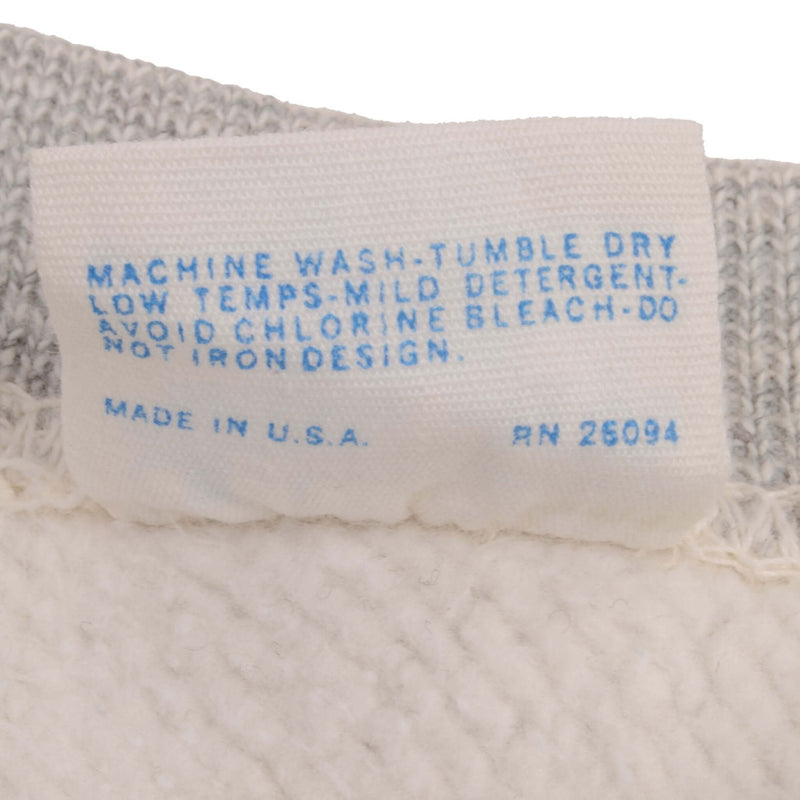 MACHINE WASH-TUMBLE DRY
LOW TEMPS-MILD DETERGENT-
AVOID CHLORINE BLEACH-DO
NOT IRON DESIGN.
MADE IN U.S.A. RN 26094